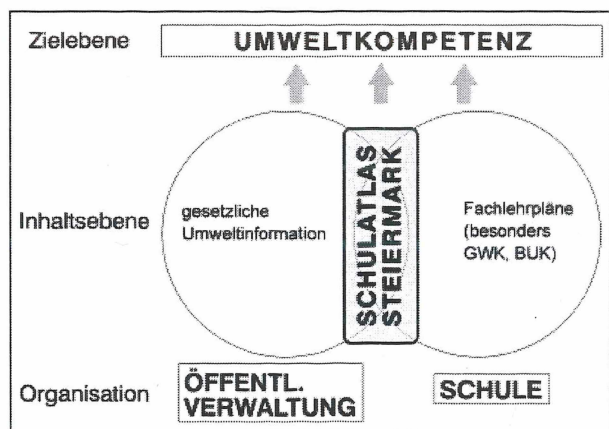 Zielebene
UMWELTKOMPETENZ
Inhaltsebene
gesetzliche
Umweltinformation
SCHULATLAS
STEIERMARK
Fachlehrpläne
(besonders
GWK, BUK)
Organisation
ÖFFENTL.
VERWALTUNG
SCHULE